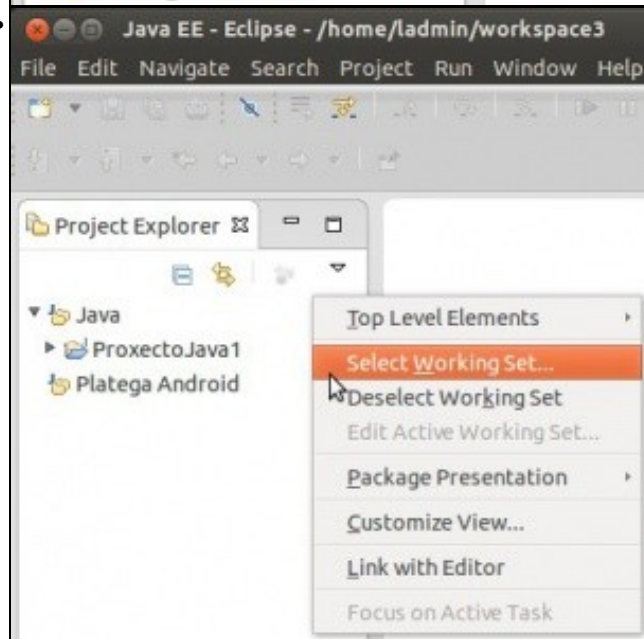 Java EE - Eclipse - /home/ladmin/workspace3
File Edit Navigate Search Project Run Window Help
Project Explorer
Java
ProxectoJava1
Platega Android
Top Level Elements
Select Working Set...
Deselect Working Set
Edit Active Working Set...
Package Presentation
Customize View...
Link with Editor
Focus on Active Task